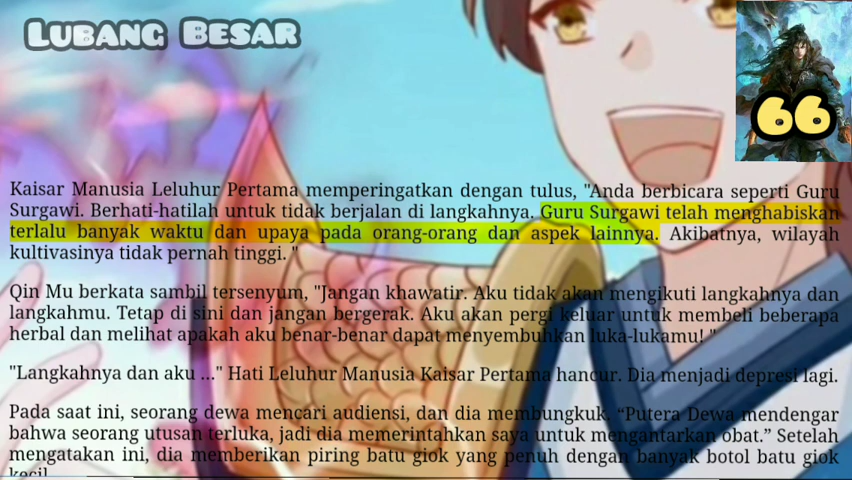 LUBANG BESAR
66
Kaisar Manusia Leluhur Pertama memperingatkan dengan tulus, "Anda berbicara seperti Guru
Surgawi. Berhati-hatilah untuk tidak berjalan di langkahnya. Guru Surgawi telah menghabiskan
terlalu banyak waktu dan upaya pada orang-orang dan aspek lainnya. Akibatnya, wilayah
kultivasinya tidak pernah tinggi. "
Qin Mu berkata sambil tersenyum, "Jangan khawatir. Aku tidak akan mengikuti langkahnya dan
langkahmu. Tetap di sini dan jangan bergerak. Aku akan pergi keluar untuk membeli beberapa
herbal dan melihat apakah aku benar-benar dapat menyembuhkan luka-lukamu! "
"Langkahnya dan aku ..." Hati Leluhur Manusia Kaisar Pertama hancur. Dia menjadi depresi lagi.
Pada saat ini, seorang dewa mencari audiensi, dan dia membungkuk. “Putera Dewa mendengar
bahwa seorang utusan terluka, jadi dia memerintahkan saya untuk mengantarkan obat.” Setelah
mengatakan ini, dia memberikan piring batu giok yang penuh dengan banyak botol batu giok
kecil